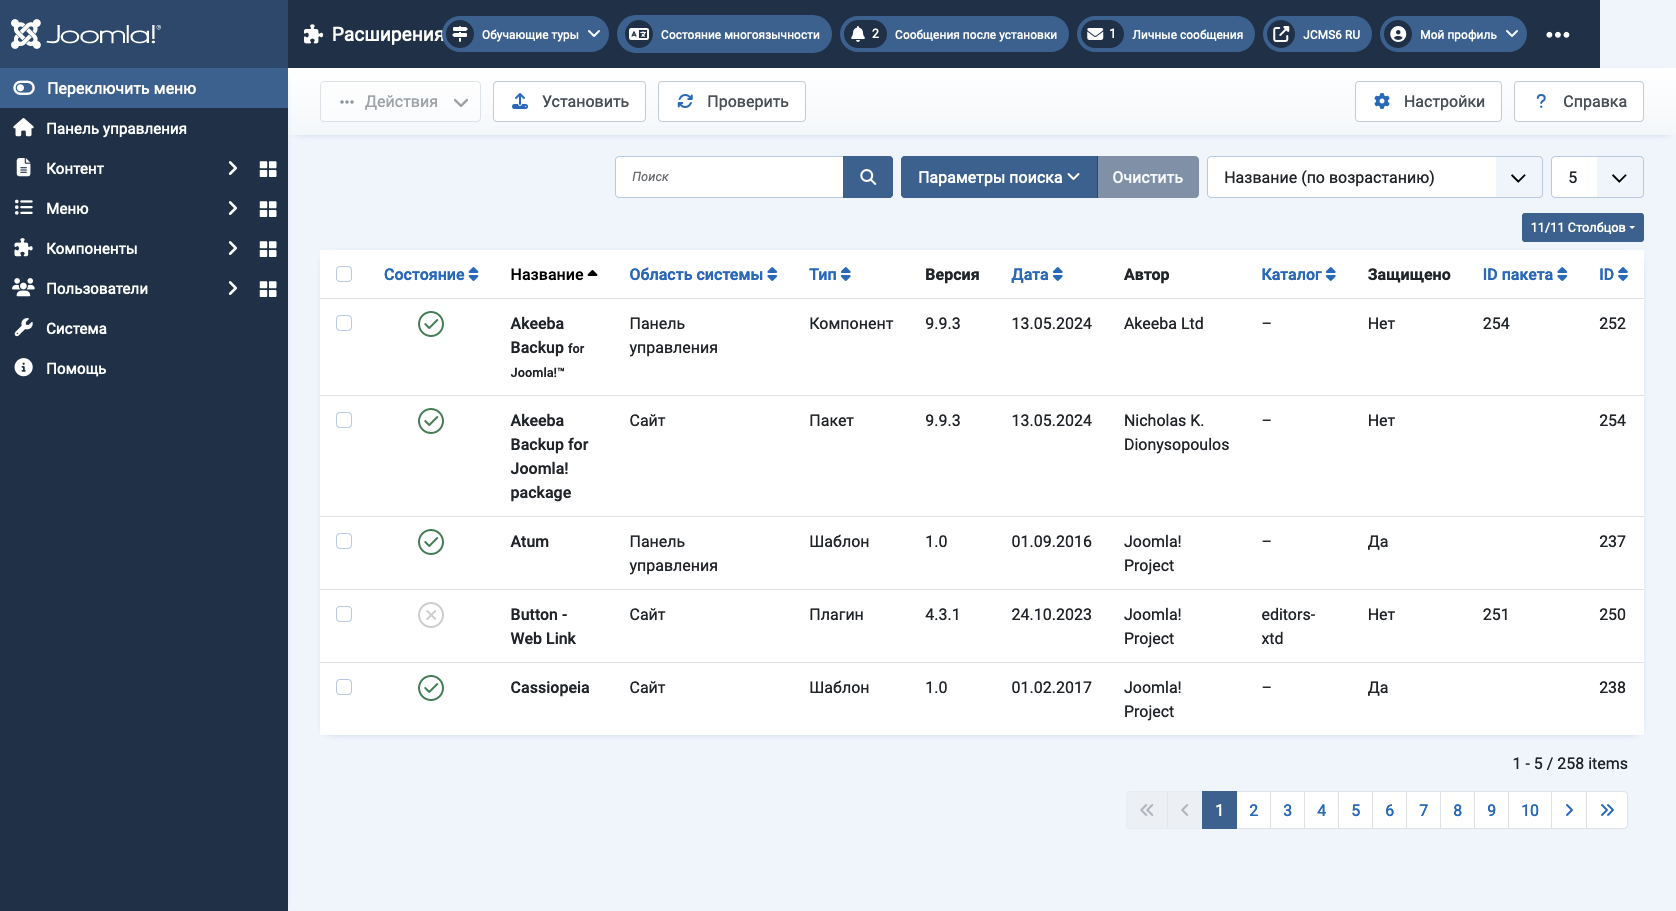 Joomla!®
Расширения
Обучающие туры
Состояние многоязычности
2 Сообщения после установки
1 Личные сообщения
JCMS6 RU
Мой профиль
Переключить меню
Панель управления
Контент
Меню
Компоненты
Пользователи
Система
Помощь
Действия
Установить
Проверить
Настройки
? Справка
Поиск
Параметры поиска
Очистить
Название (по возрастанию)
5
11/11 Столбцов
Состояние Название Область системы Тип Версия Дата Автор Каталог Защищено ID пакета ID
Akeeba Панель Компонент 9.9.3 13.05.2024 Akeeba Ltd – Нет 254 252
Backup for управления
Joomla!™
Akeeba Сайт Пакет 9.9.3 13.05.2024 Nicholas K. – Нет 254
Backup for Dionysopoulos
Joomla!
package
Atum Панель Шаблон 1.0 01.09.2016 Joomla! – Да 237
управления Project
Button - Сайт Плагин 4.3.1 24.10.2023 Joomla! editors- Нет 251 250
Web Link Project xtd
Cassiopeia Сайт Шаблон 1.0 01.02.2017 Joomla! – Да 238
Project
1 - 5 / 258 items
1 2 3 4 5 6 7 8 9 10